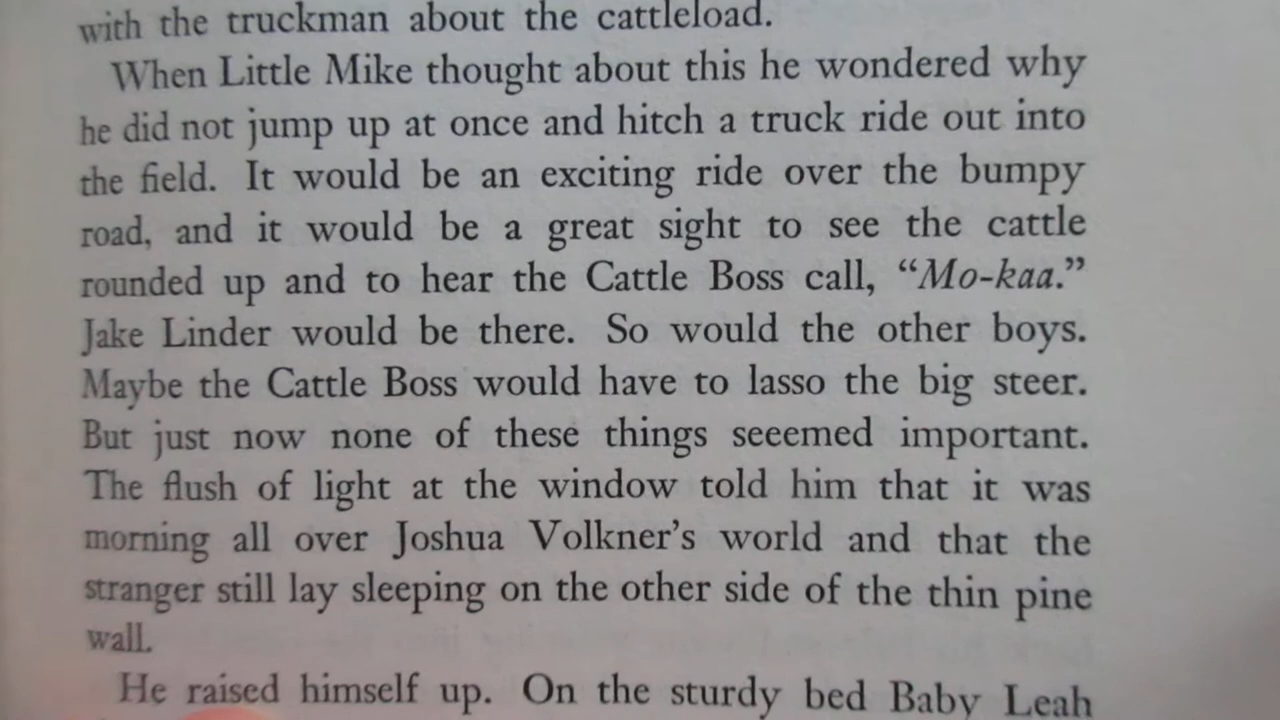 with the truckman about the cattleload.
When Little Mike thought about this he wondered why
he did not jump up at once and hitch a truck ride out into
the field. It would be an exciting ride over the bumpy
road, and it would be a great sight to see the cattle
rounded up and to hear the Cattle Boss call, “Mo-kaa.”
Jake Linder would be there. So would the other boys.
Maybe the Cattle Boss would have to lasso the big steer.
But just now none of these things seeemed important.
The flush of light at the window told him that it was
morning all over Joshua Volkner’s world and that the
stranger still lay sleeping on the other side of the thin pine
wall.
He raised himself up. On the sturdy bed Baby Leah